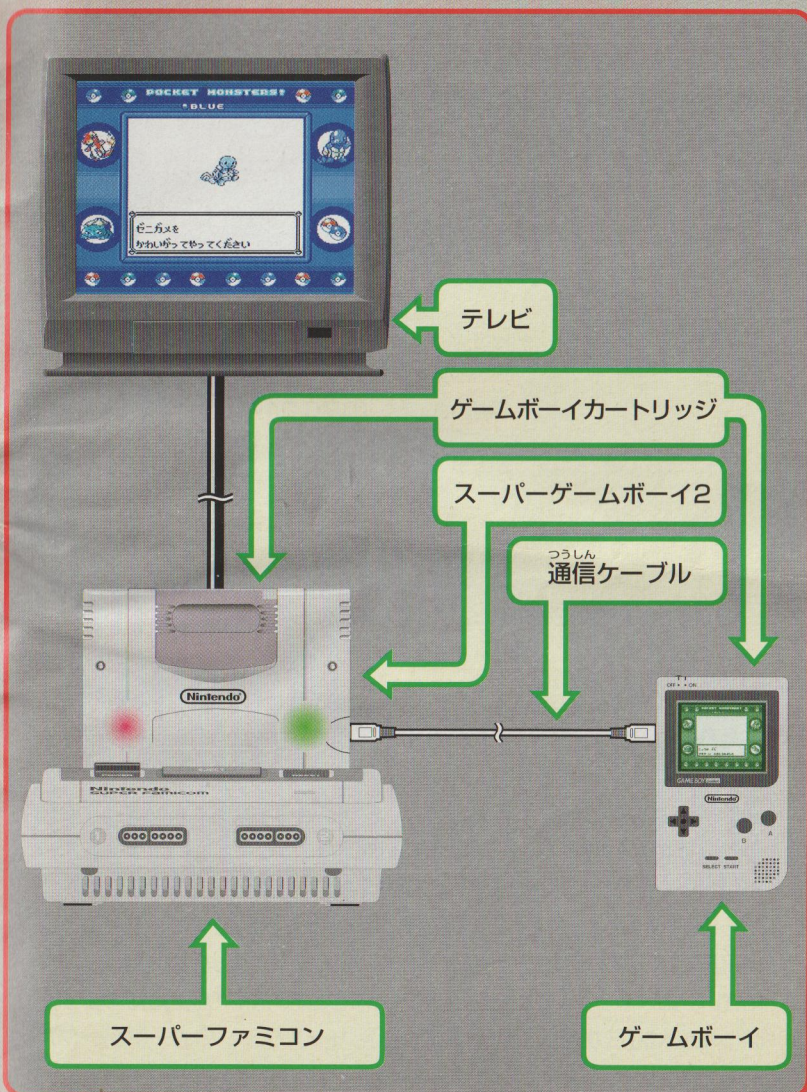 POCKET MONSTERS!
BLUE
ゼニガメを
かわいがってやってください
テレビ
ゲームボーイカートリッジ
スーパーゲームボーイ2
つうしん
通信ケーブル
Nintendo
Nintendo
SUPER FAMICOM
OFF ・ ・ ON
POCKET MONSTERS!
GAME BOY
Nintendo
B
A
SELECT START
スーパーファミコン
ゲームボーイ